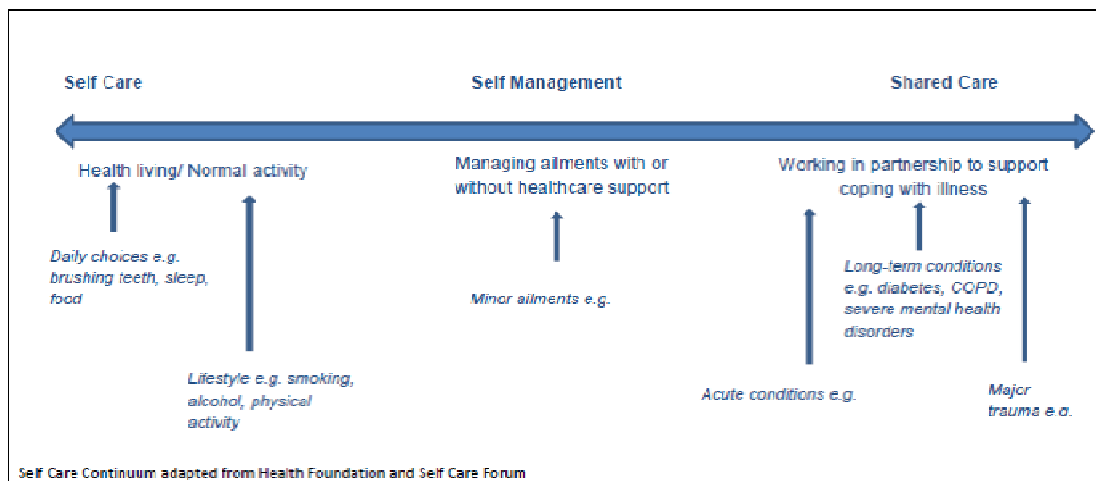 Self Care
Self Management
Shared Care
Health living/ Normal activity
Managing ailments with or
without healthcare support
Working in partnership to support
coping with illness
Daily choices e.g.
brushing teeth, sleep,
food
Minor ailments e.g.
Long-term conditions
e.g. diabetes, COPD,
severe mental health
disorders
Lifestyle e.g. smoking,
alcohol, physical
activity
Acute conditions e.g.
Major
trauma e.g.
Self Care Continuum adapted from Health Foundation and Self Care Forum